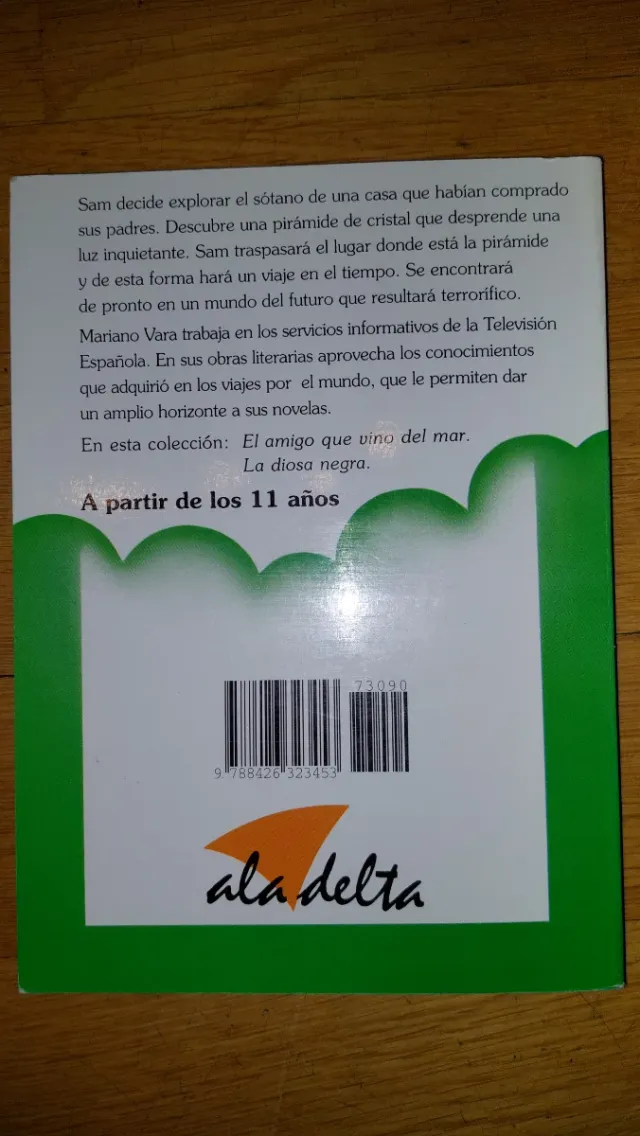 Sam decide explorar el sótano de una casa que habían comprado
sus padres. Descubre una pirámide de cristal que desprende una
luz inquietante. Sam traspasará el lugar donde está la pirámide
y de esta forma hará un viaje en el tiempo. Se encontrará
de pronto en un mundo del futuro que resultará terrorífico.
Mariano Vara trabaja en los servicios informativos de la Televisión
Española. En sus obras literarias aprovecha los conocimientos
que adquirió en los viajes por el mundo, que le permiten dar
un amplio horizonte a sus novelas.
En esta colección: El amigo que vino del mar.
La diosa negra.
A partir de los 11 años
73090
9 788426 323453
ala delta